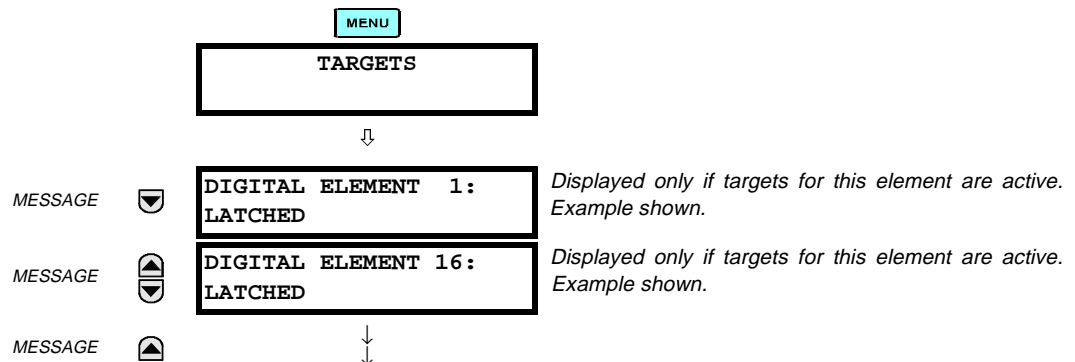 MENU
TARGETS
⇩
MESSAGE
DIGITAL ELEMENT 1:
LATCHED
Displayed only if targets for this element are active.
Example shown.
MESSAGE
DIGITAL ELEMENT 16:
LATCHED
Displayed only if targets for this element are active.
Example shown.
MESSAGE
↓
↓